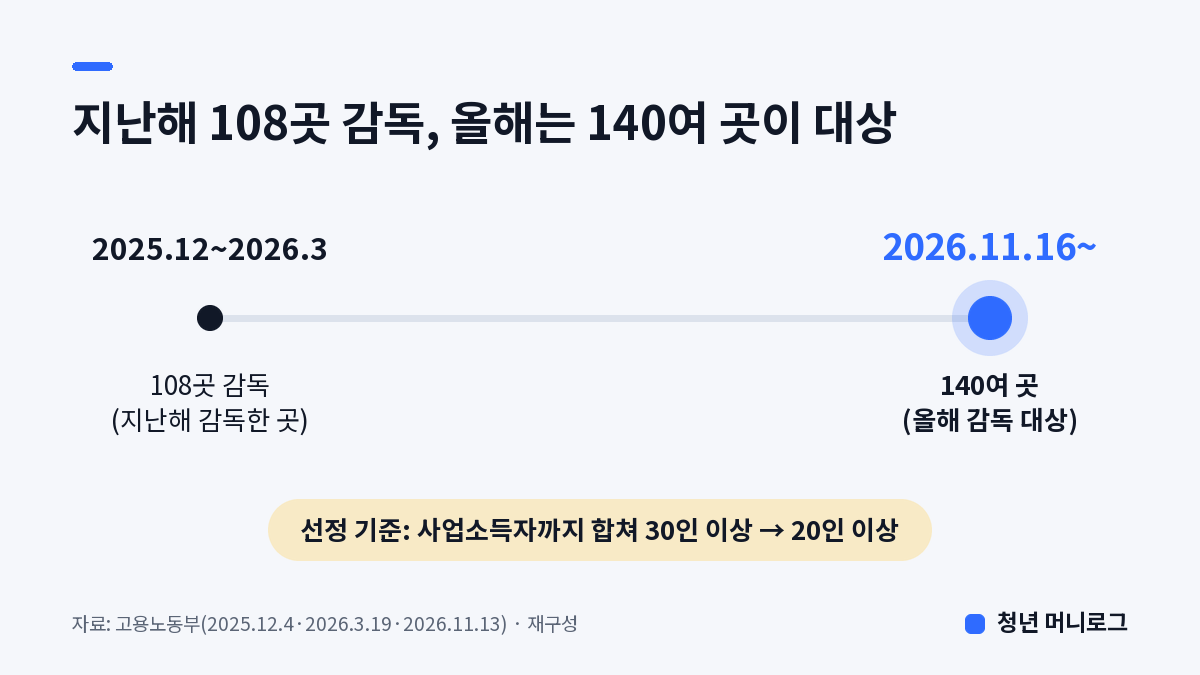 지난해 108곳 감독, 올해는 140여 곳이 대상
2025.12~2026.3
2026.11.16~
108곳 감독
(지난해 감독한 곳)
140여 곳
(올해 감독 대상)
선정 기준: 사업소득자까지 합쳐 30인 이상 → 20인 이상
자료: 고용노동부(2025.12.4·2026.3.19·2026.11.13) · 재구성
청년 머니로그